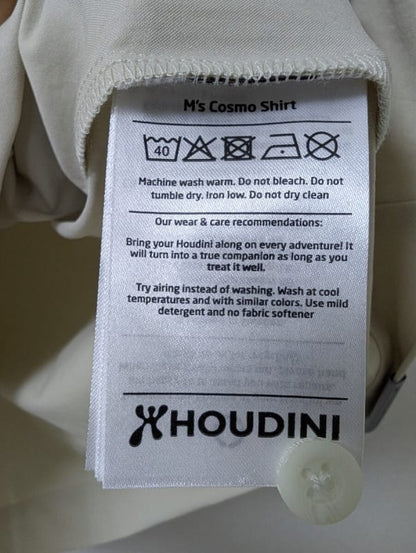 M's Cosmo Shirt
40
Machine wash warm. Do not bleach. Do not
tumble dry. Iron low. Do not dry clean
Our wear & care recommendations:
Bring your Houdini along on every adventure! It
will turn into a true companion as long as you
treat it well.
Try airing instead of washing. Wash at cool
temperatures and with similar colors. Use mild
detergent and no fabric softener
HOUDINI